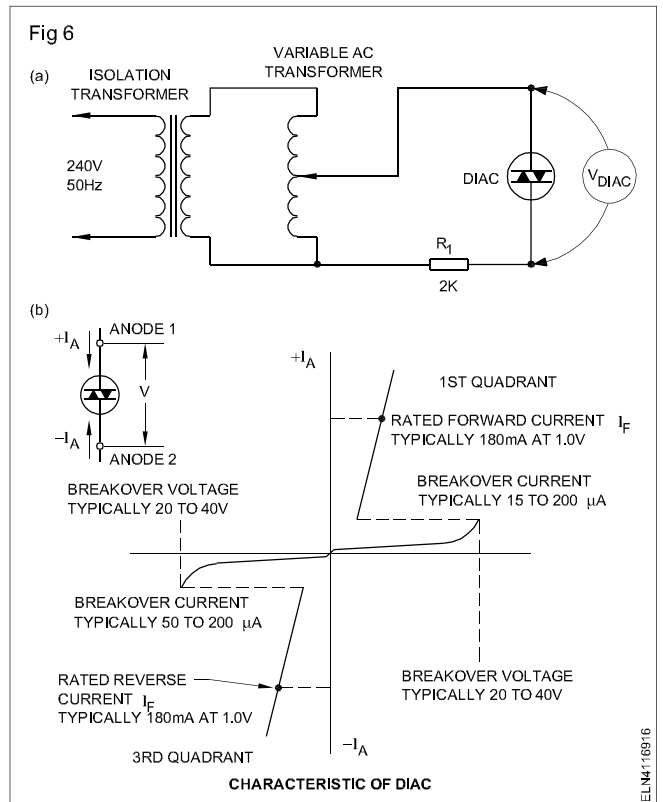 Fig 6
(a)
ISOLATION
TRANSFORMER
VARIABLE AC
TRANSFORMER
240V
50Hz
DIAC
VDIAC
R1
2K
(b)
+IA
ANODE 1
V
–IA
ANODE 2
+IA
1ST QUADRANT
RATED FORWARD CURRENT IF
TYPICALLY 180mA AT 1.0V
BREAKOVER CURRENT
TYPICALLY 15 TO 200 µA
BREAKOVER VOLTAGE
TYPICALLY 20 TO 40V
BREAKOVER CURRENT
TYPICALLY 50 TO 200 µA
BREAKOVER VOLTAGE
TYPICALLY 20 TO 40V
RATED REVERSE
CURRENT IF
TYPICALLY 180mA AT 1.0V
3RD QUADRANT
–IA
CHARACTERISTIC OF DIAC
ELN4116916